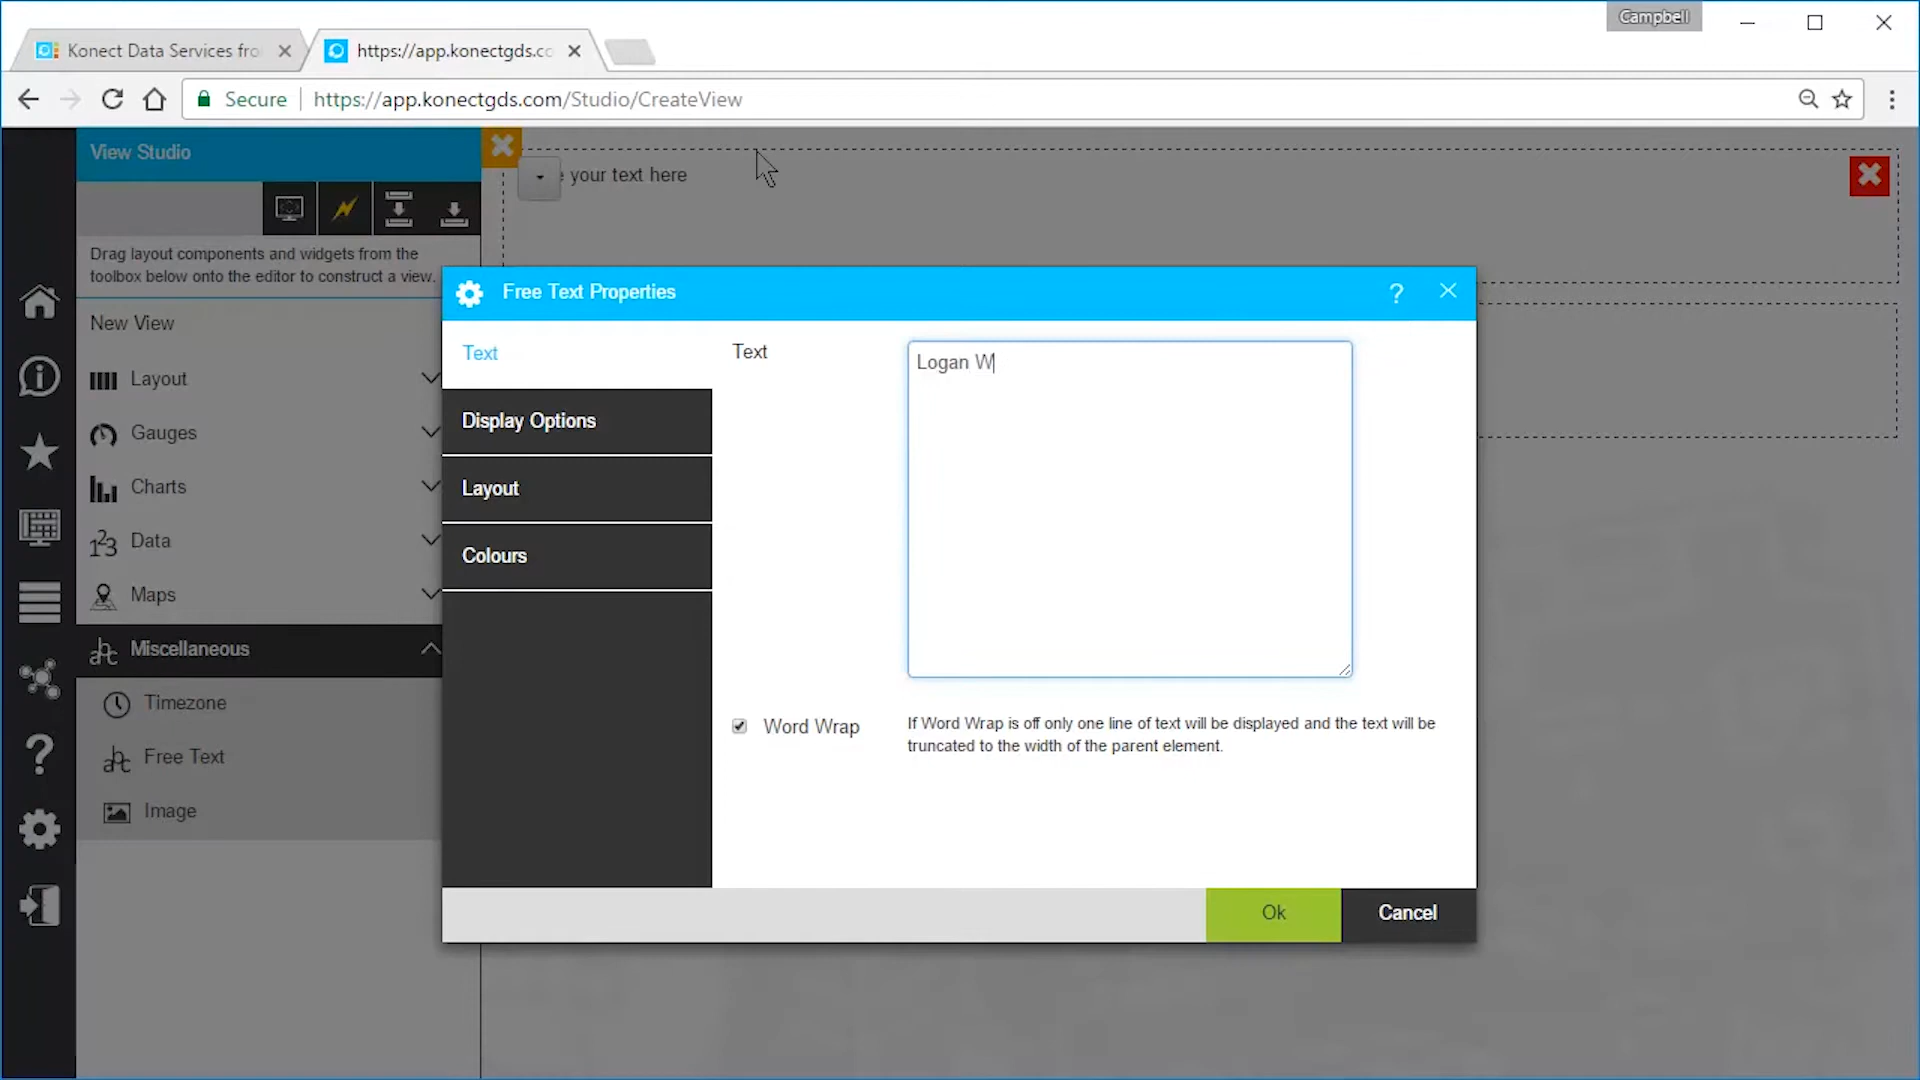 Campbell
Konect Data Services fro
https://app.konectgds.co
Secure
https://app.konectgds.com/Studio/CreateView
View Studio
your text here
Drag layout components and widgets from the
toolbox below onto the editor to construct a view.
New View
Layout
Gauges
Charts
123 Data
Maps
abc Miscellaneous
Timezone
abc Free Text
Image
Free Text Properties
?
Text
Display Options
Layout
Colours
Text
Logan W
Word Wrap
If Word Wrap is off only one line of text will be displayed and the text will be
truncated to the width of the parent element.
Ok
Cancel